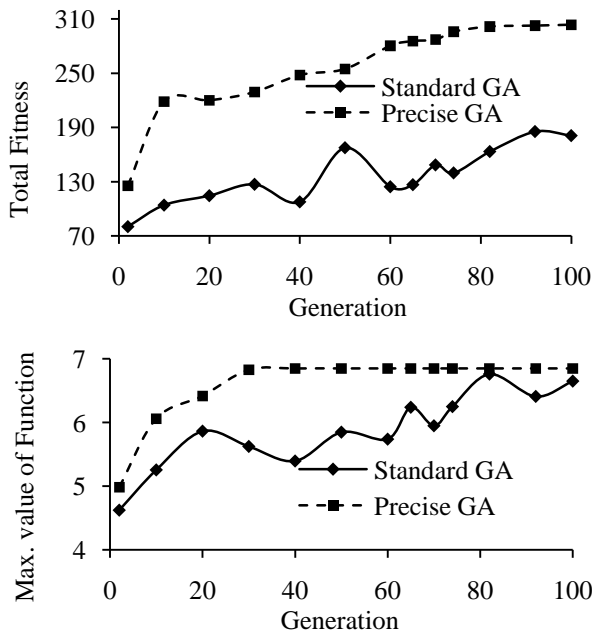 310
250
190
130
70
Total Fitness
Standard GA
Precise GA
0 20 40 60 80 100
Generation
7
6
5
4
Max. value of Function
Standard GA
Precise GA
0 20 40 60 80 100
Generation